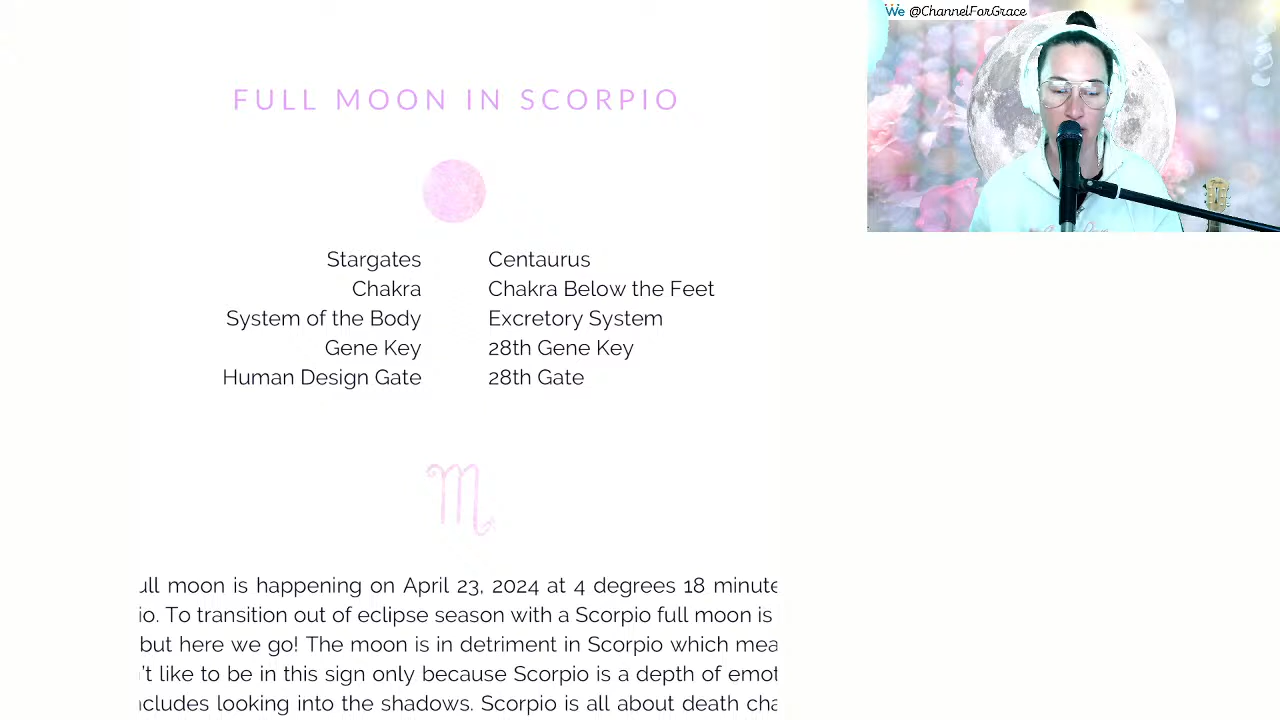 We @ChannelForGrace
FULL MOON IN SCORPIO
Stargates Centaurus
Chakra Chakra Below the Feet
System of the Body Excretory System
Gene Key 28th Gene Key
Human Design Gate 28th Gate
ull moon is happening on April 23, 2024 at 4 degrees 18 minute
io. To transition out of eclipse season with a Scorpio full moon is
but here we go! The moon is in detriment in Scorpio which mea
't like to be in this sign only because Scorpio is a depth of emot
ncludes looking into the shadows. Scorpio is all about death cha